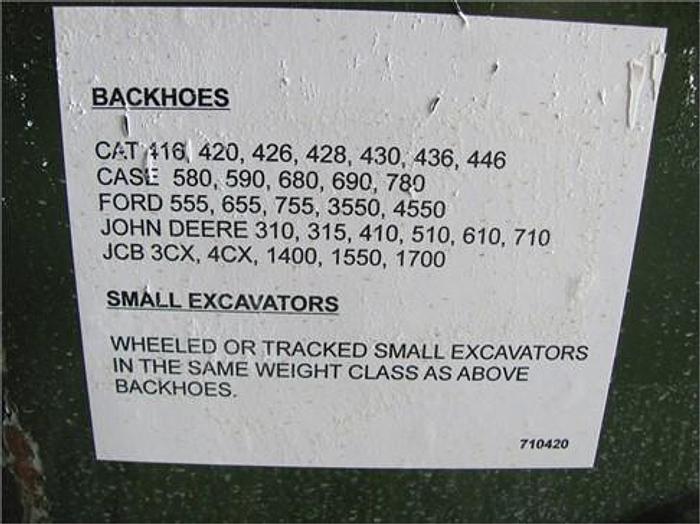 BACKHOES
CAT 416, 420, 426, 428, 430, 436, 446
CASE 580, 590, 680, 690, 780
FORD 555, 655, 755, 3550, 4550
JOHN DEERE 310, 315, 410, 510, 610, 710
JCB 3CX, 4CX, 1400, 1550, 1700
SMALL EXCAVATORS
WHEELED OR TRACKED SMALL EXCAVATORS
IN THE SAME WEIGHT CLASS AS ABOVE
BACKHOES.
710420